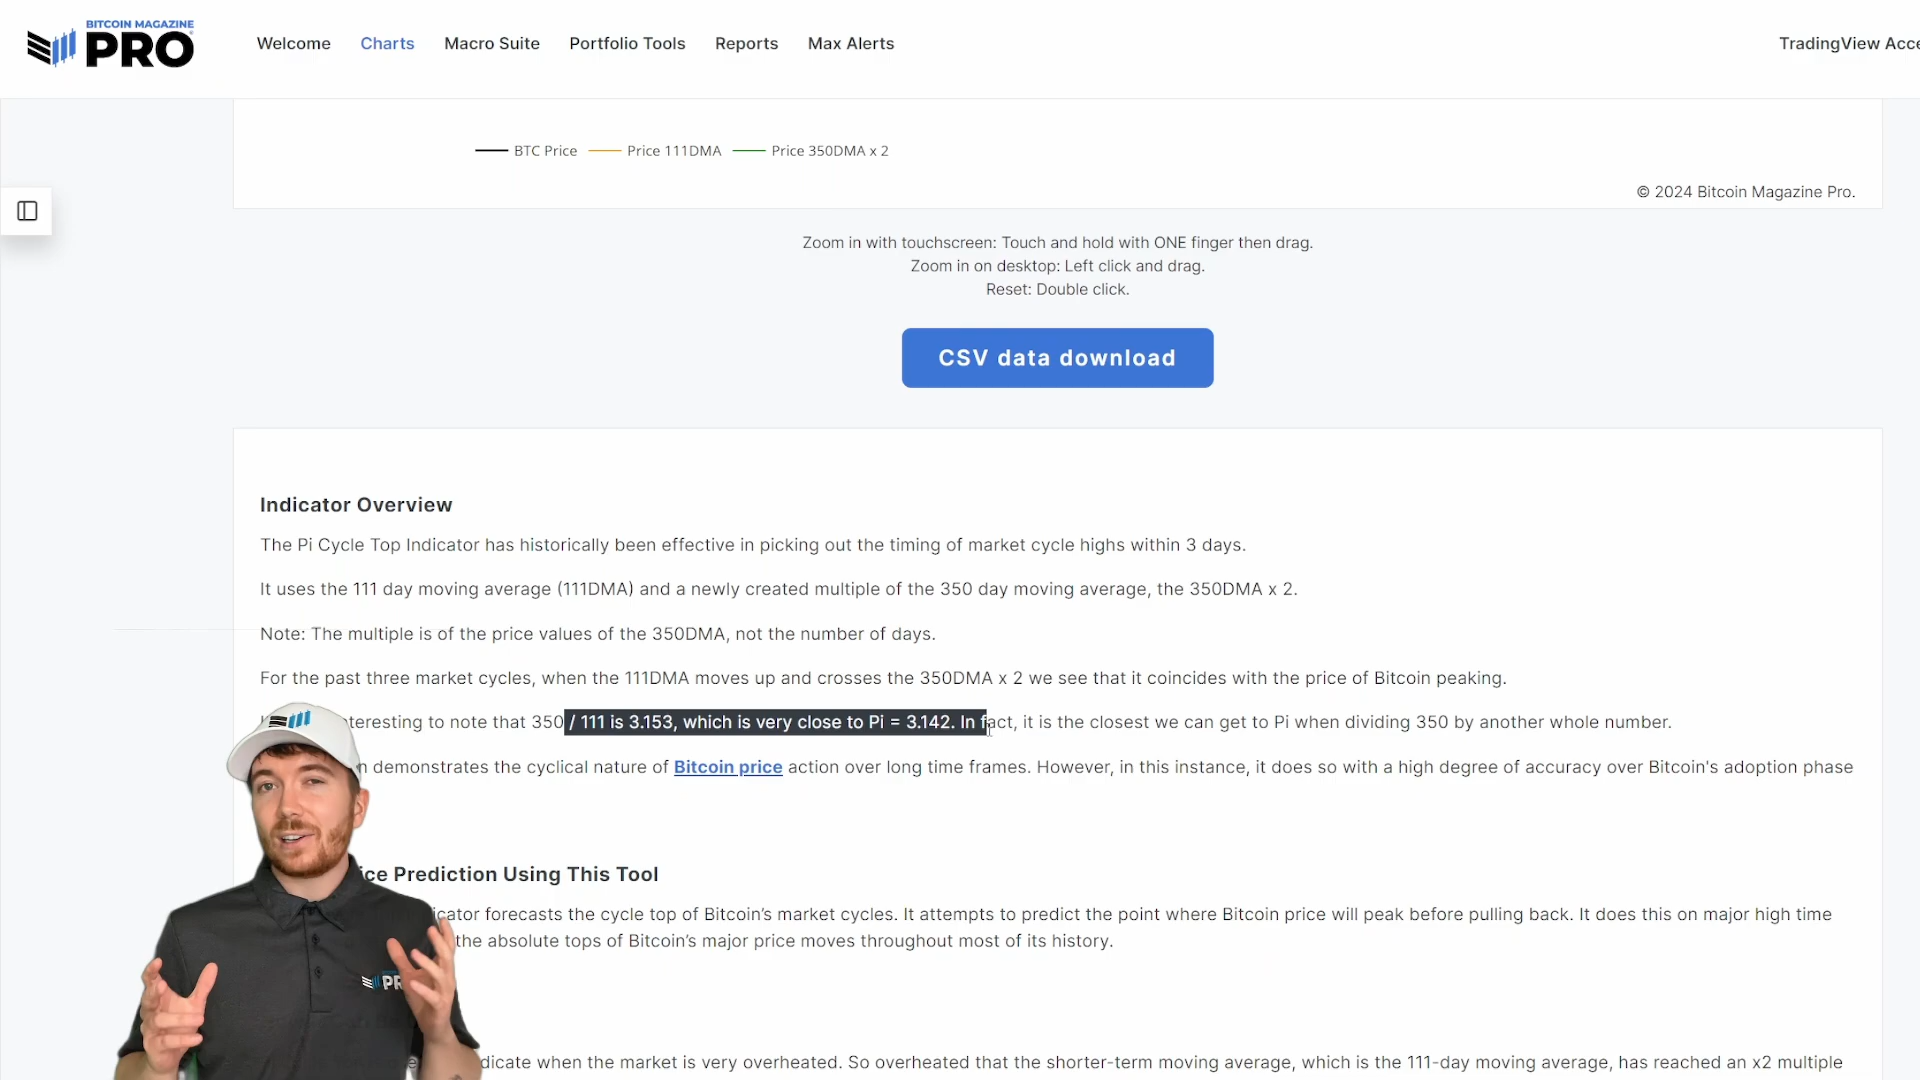 BITCOIN MAGAZINE
PRO
Welcome Charts Macro Suite Portfolio Tools Reports Max Alerts TradingView Acce
BTC Price Price 111DMA Price 350DMA x 2
© 2024 Bitcoin Magazine Pro.
Zoom in with touchscreen: Touch and hold with ONE finger then drag.
Zoom in on desktop: Left click and drag.
Reset: Double click.
CSV data download
Indicator Overview
The Pi Cycle Top Indicator has historically been effective in picking out the timing of market cycle highs within 3 days.
It uses the 111 day moving average (111DMA) and a newly created multiple of the 350 day moving average, the 350DMA x 2.
Note: The multiple is of the price values of the 350DMA, not the number of days.
For the past three market cycles, when the 111DMA moves up and crosses the 350DMA x 2 we see that it coincides with the price of Bitcoin peaking.
teresting to note that 350 / 111 is 3.153, which is very close to Pi = 3.142. In fact, it is the closest we can get to Pi when dividing 350 by another whole number.
n demonstrates the cyclical nature of Bitcoin price action over long time frames. However, in this instance, it does so with a high degree of accuracy over Bitcoin's adoption phase
ice Prediction Using This Tool
icator forecasts the cycle top of Bitcoin's market cycles. It attempts to predict the point where Bitcoin price will peak before pulling back. It does this on major high time
the absolute tops of Bitcoin's major price moves throughout most of its history.
PR
dicate when the market is very overheated. So overheated that the shorter-term moving average, which is the 111-day moving average, has reached an x2 multiple